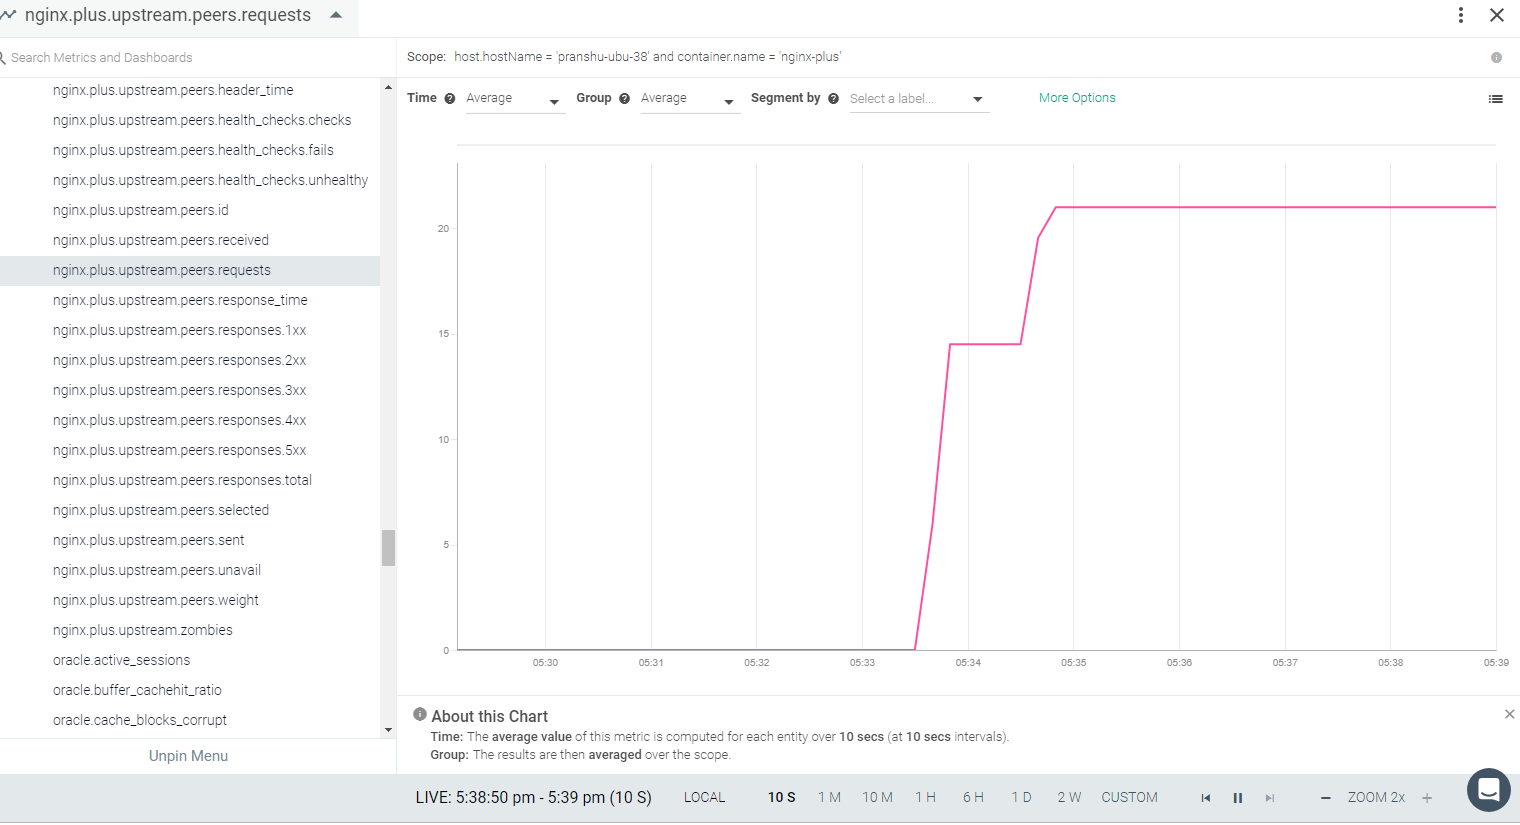 nginx.plus.upstream.peers.requests
Search Metrics and Dashboards
nginx.plus.upstream.peers.header_time
nginx.plus.upstream.peers.health_checks.checks
nginx.plus.upstream.peers.health_checks.fails
nginx.plus.upstream.peers.health_checks.unhealthy
nginx.plus.upstream.peers.id
nginx.plus.upstream.peers.received
nginx.plus.upstream.peers.requests
nginx.plus.upstream.peers.response_time
nginx.plus.upstream.peers.responses.1xx
nginx.plus.upstream.peers.responses.2xx
nginx.plus.upstream.peers.responses.3xx
nginx.plus.upstream.peers.responses.4xx
nginx.plus.upstream.peers.responses.5xx
nginx.plus.upstream.peers.responses.total
nginx.plus.upstream.peers.selected
nginx.plus.upstream.peers.sent
nginx.plus.upstream.peers.unavail
nginx.plus.upstream.peers.weight
nginx.plus.upstream.zombies
oracle.active_sessions
oracle.buffer_cachehit_ratio
oracle.cache_blocks_corrupt
Unpin Menu
Scope: host.hostName = 'pranshu-ubu-38' and container.name = 'nginx-plus'
Time Average Group Average Segment by Select a label... More Options
20
15
10
5
0
05:30 05:31 05:32 05:33 05:34 05:35 05:36 05:37 05:38 05:39
About this Chart
Time: The average value of this metric is computed for each entity over 10 secs (at 10 secs intervals).
Group: The results are then averaged over the scope.
LIVE: 5:38:50 pm - 5:39 pm (10 S) LOCAL 10 S 1 M 10 M 1 H 6 H 1 D 2 W CUSTOM ZOOM 2x